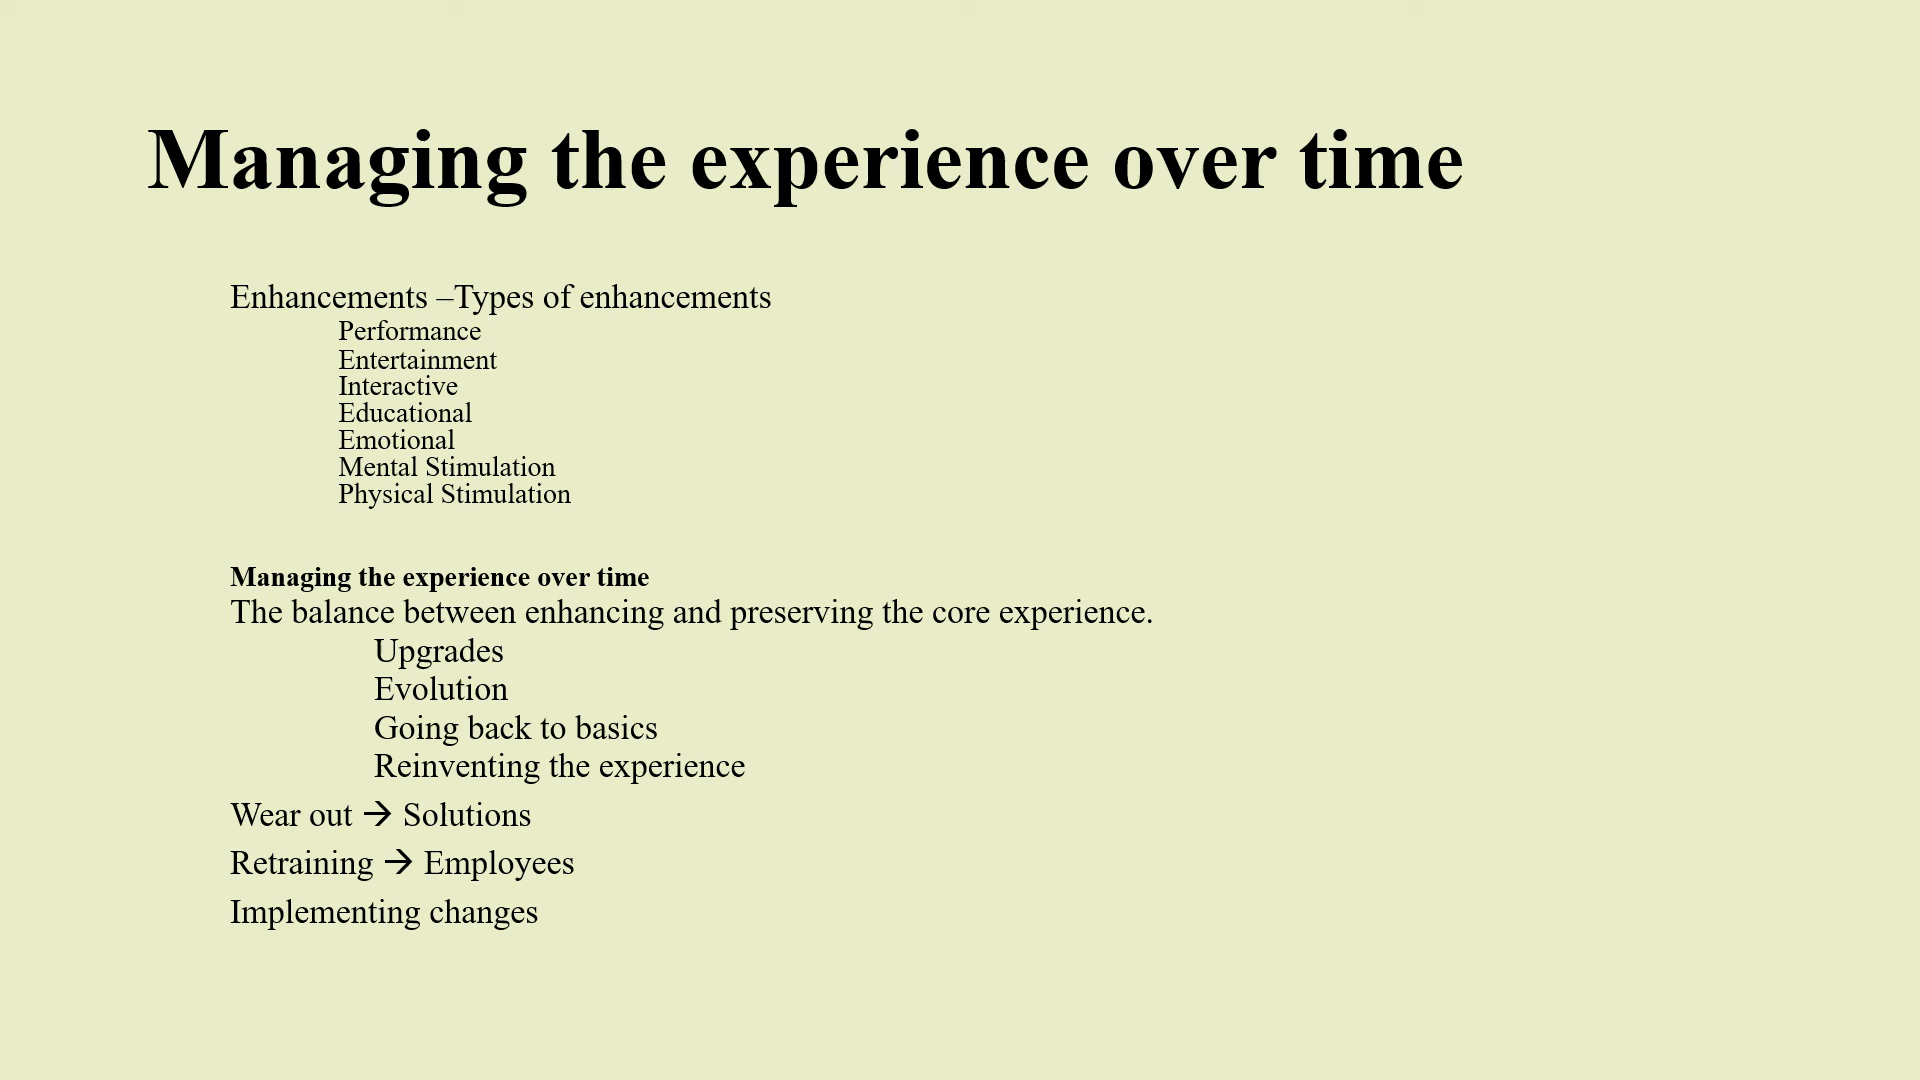 Managing the experience over time
Enhancements –Types of enhancements
Performance
Entertainment
Interactive
Educational
Emotional
Mental Stimulation
Physical Stimulation
Managing the experience over time
The balance between enhancing and preserving the core experience.
Upgrades
Evolution
Going back to basics
Reinventing the experience
Wear out → Solutions
Retraining → Employees
Implementing changes